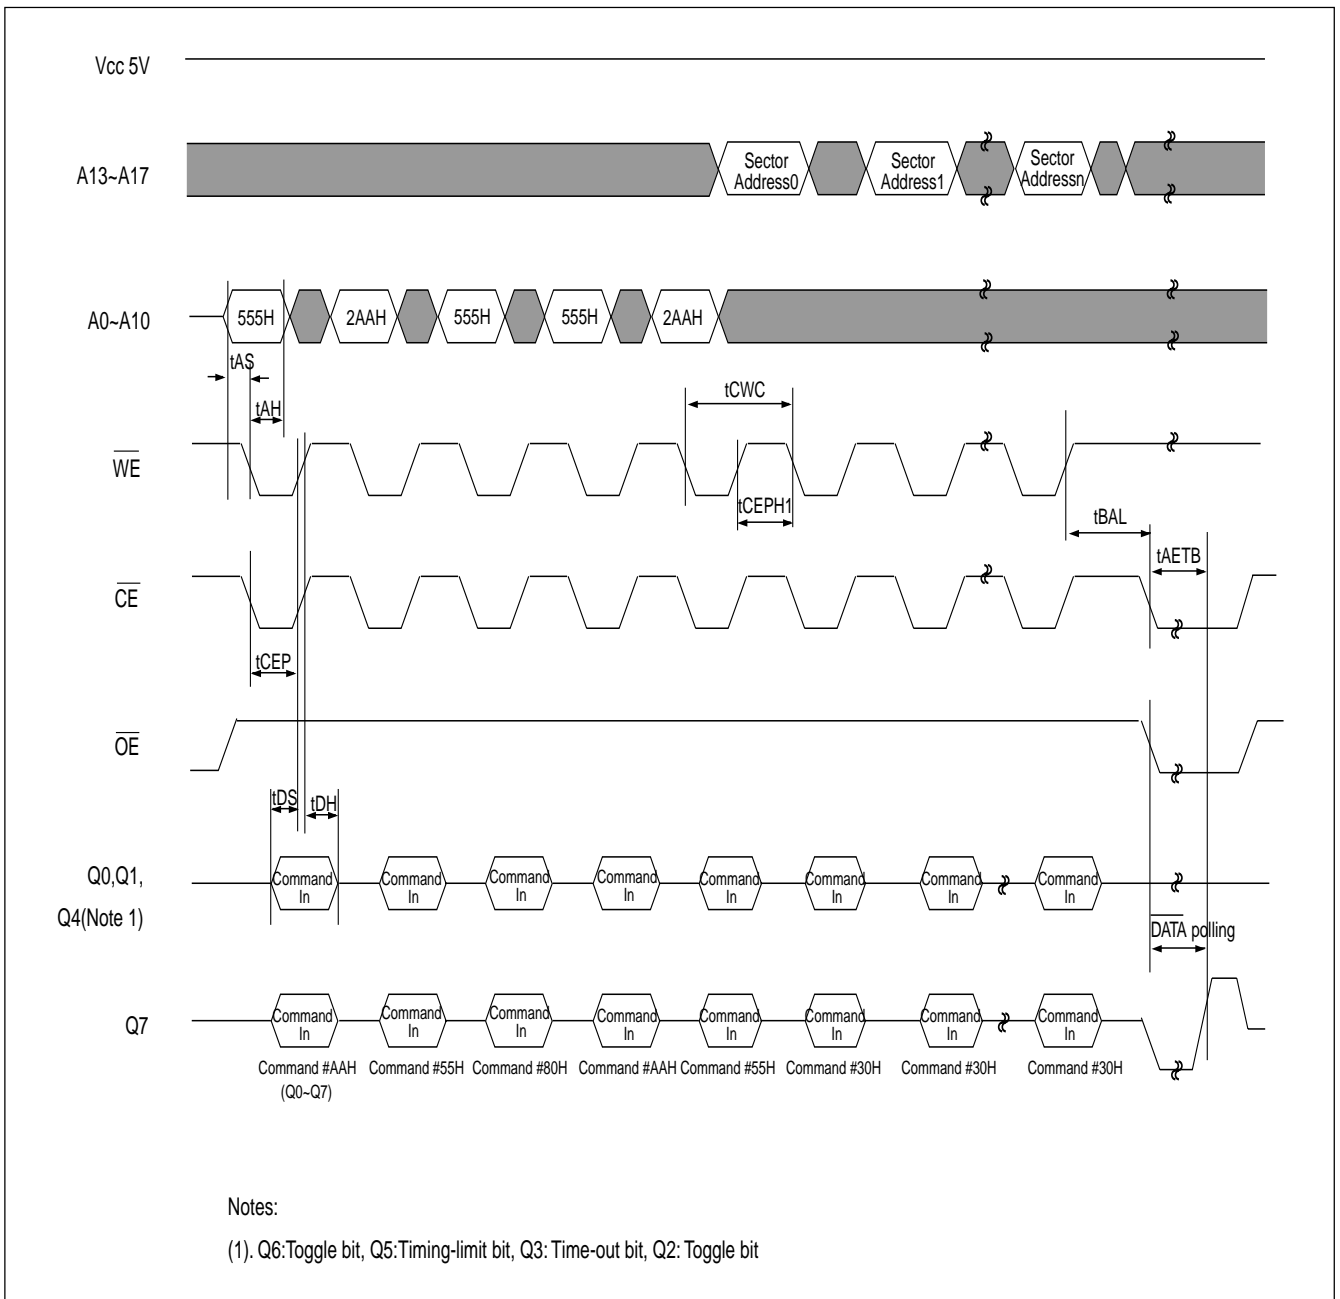 Vcc 5V
A13~A17
Sector Address0
Sector Address1
Sector Addressn
A0~A10
555H
2AAH
555H
555H
2AAH
tAS
tAH
tCWC
WE
tCEPH1
tBAL
tAETB
CE
tCEP
OE
tDS
tDH
Q0,Q1,
Q4(Note 1)
Command In
Command In
Command In
Command In
Command In
Command In
Command In
Command In
DATA polling
Q7
Command In
Command In
Command In
Command In
Command In
Command In
Command In
Command In
Command #AAH
(Q0~Q7)
Command #55H
Command #80H
Command #AAH
Command #55H
Command #30H
Command #30H
Command #30H
Notes:
(1). Q6:Toggle bit, Q5:Timing-limit bit, Q3: Time-out bit, Q2: Toggle bit